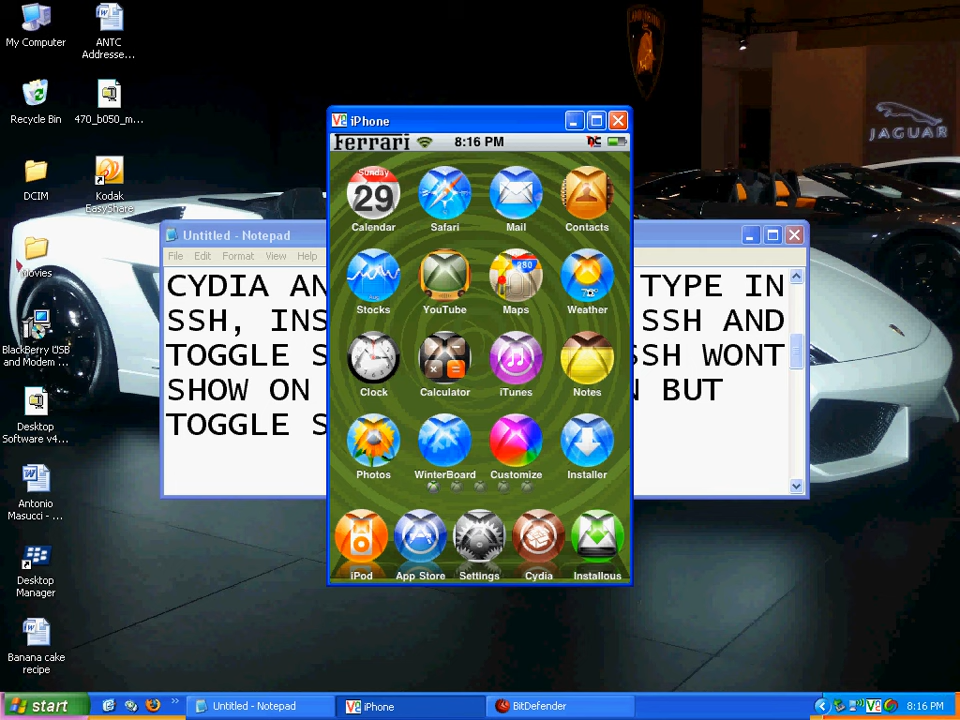 My Computer
ANTC
Addresse...
Recycle Bin
470_b050_m...
DCIM
Kodak
EasyShare
Movies
BlackBerry USB
and Modem ...
Desktop
Software v4...
Antonio
Masucci - ...
Desktop
Manager
Banana cake
recipe
JAGUAR
Untitled - Notepad
File Edit Format View Help
CYDIA AN TYPE IN
SSH, INS SSH AND
TOGGLE S SSH WONT
SHOW ON N BUT
TOGGLE S
V2 iPhone
Ferrari 8:16 PM
Sunday
29
Calendar Safari Mail Contacts
280
Stocks YouTube Maps Weather
Clock Calculator iTunes Notes
Photos WinterBoard Customize Installer
iPod App Store Settings Cydia Installous
start
Untitled - Notepad
iPhone
BitDefender
8:16 PM